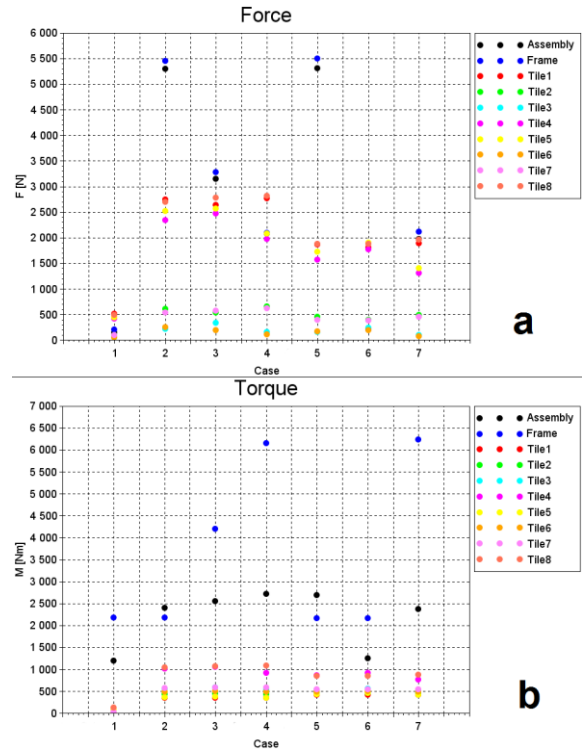 Force
6 000
5 500
5 000
4 500
4 000
3 500
3 000
2 500
2 000
1 500
1 000
500
0
F [N]
1 2 3 4 5 6 7
Case
Assembly
Frame
Tile1
Tile2
Tile3
Tile4
Tile5
Tile6
Tile7
Tile8
a
Torque
7 000
6 500
6 000
5 500
5 000
4 500
4 000
3 500
3 000
2 500
2 000
1 500
1 000
500
0
M [Nm]
1 2 3 4 5 6 7
Case
Assembly
Frame
Tile1
Tile2
Tile3
Tile4
Tile5
Tile6
Tile7
Tile8
b